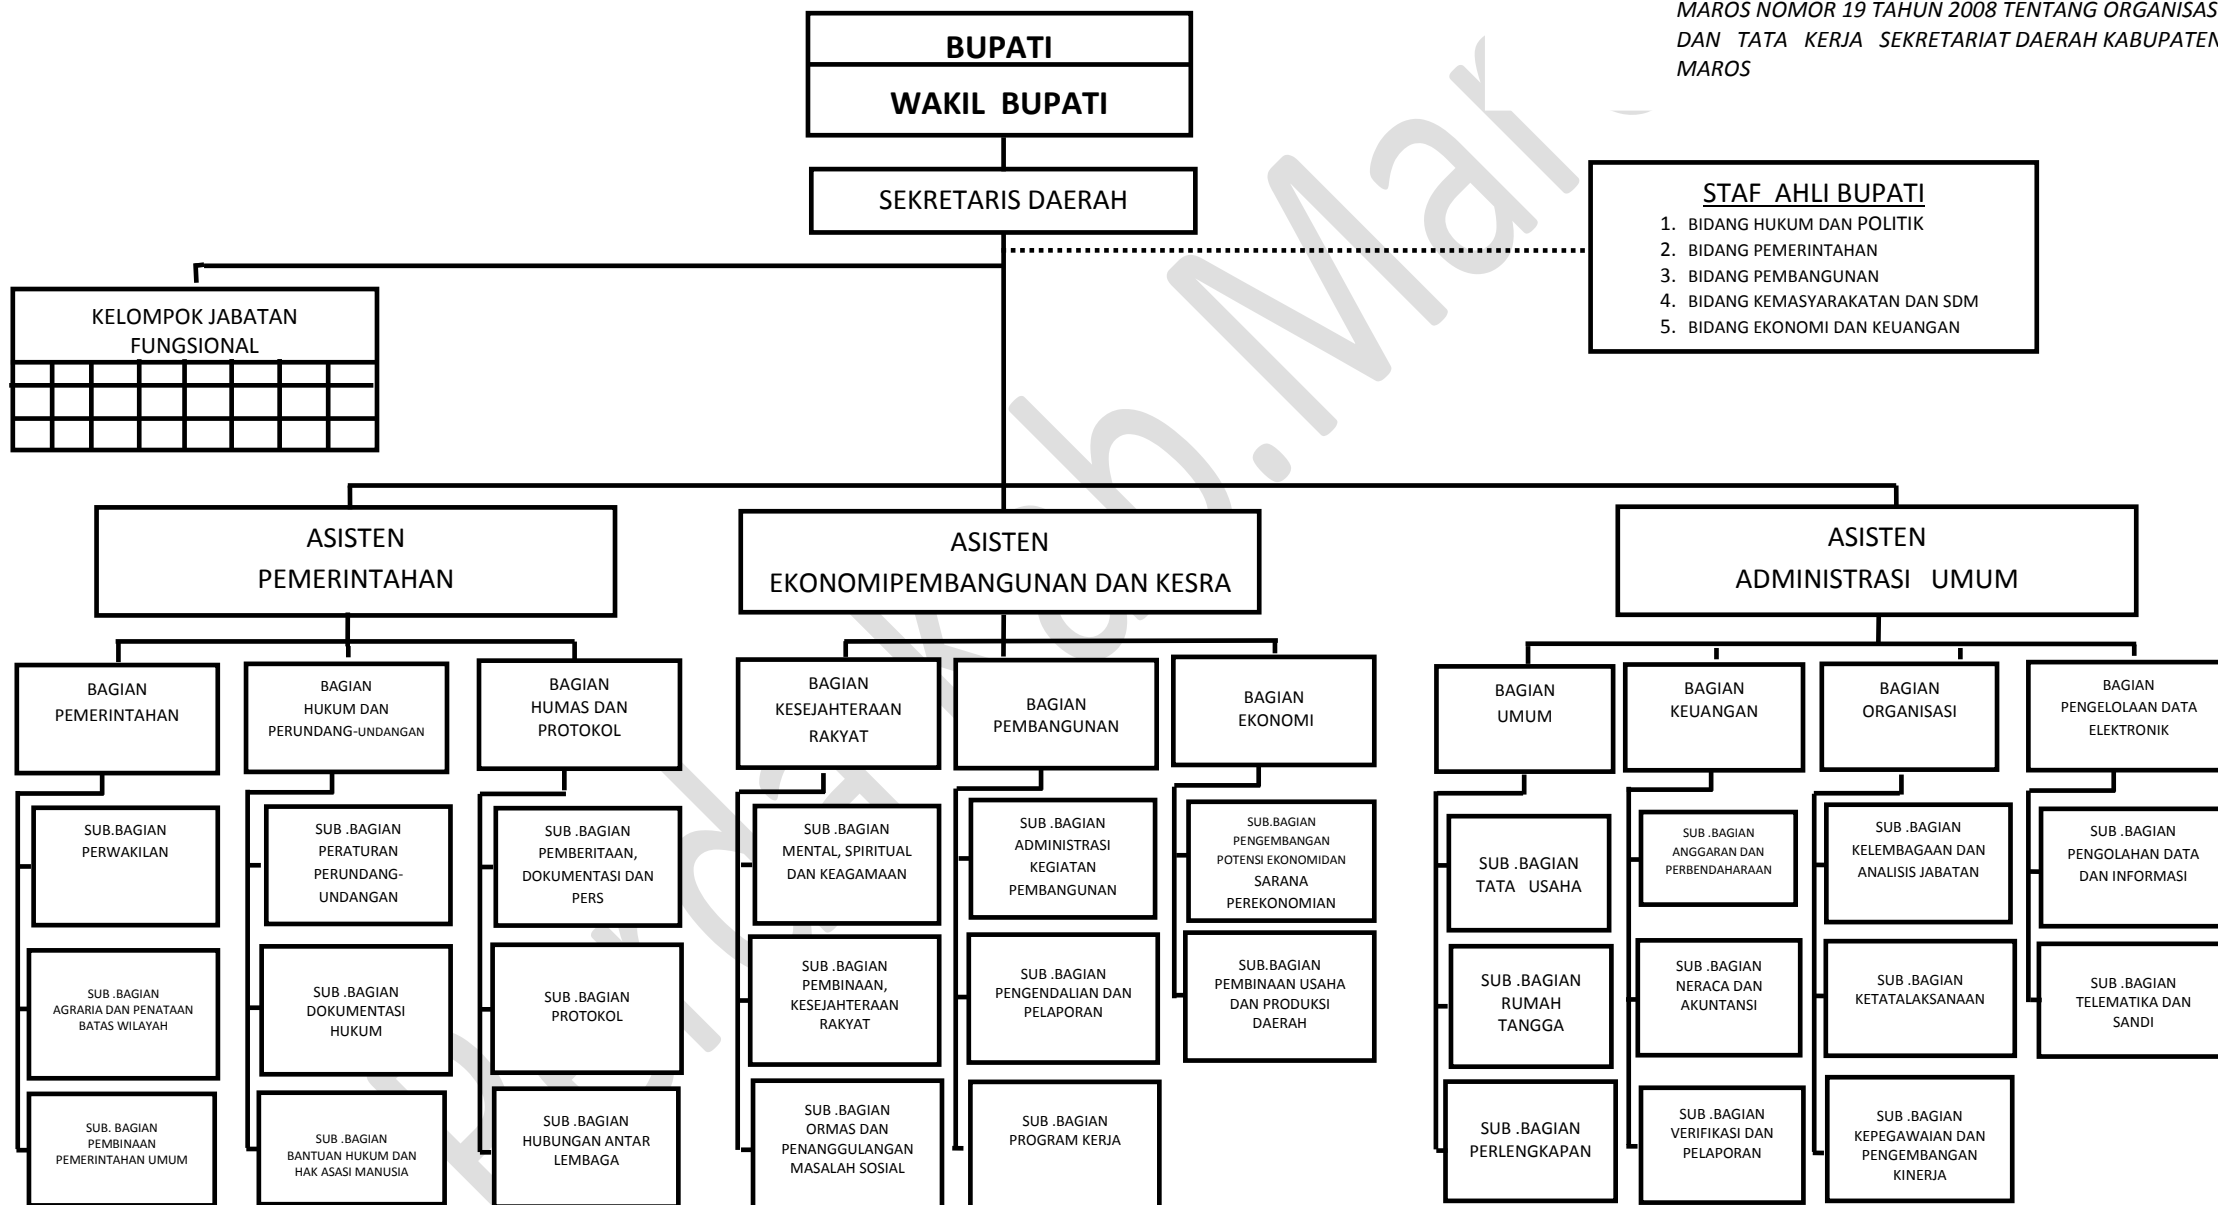 MAROS NOMOR 19 TAHUN 2008 TENTANG ORGANISAS
DAN TATA KERJA SEKRETARIAT DAERAH KABUPATEN
MAROS
BUPATI
WAKIL BUPATI
SEKRETARIS DAERAH
STAF AHLI BUPATI
1. BIDANG HUKUM DAN POLITIK
2. BIDANG PEMERINTAHAN
3. BIDANG PEMBANGUNAN
4. BIDANG KEMASYARAKATAN DAN SDM
5. BIDANG EKONOMI DAN KEUANGAN
KELOMPOK JABATAN
FUNGSIONAL
ASISTEN
PEMERINTAHAN
ASISTEN
EKONOMIPEMBANGUNAN DAN KESRA
ASISTEN
ADMINISTRASI UMUM
BAGIAN
PEMERINTAHAN
BAGIAN
HUKUM DAN
PERUNDANG-UNDANGAN
BAGIAN
HUMAS DAN
PROTOKOL
BAGIAN
KESEJAHTERAAN
RAKYAT
BAGIAN
PEMBANGUNAN
BAGIAN
EKONOMI
BAGIAN
UMUM
BAGIAN
KEUANGAN
BAGIAN
ORGANISASI
BAGIAN
PENGELOLAAN DATA
ELEKTRONIK
SUB.BAGIAN
PERWAKILAN
SUB .BAGIAN
PERATURAN
PERUNDANG-
UNDANGAN
SUB .BAGIAN
PEMBERITAAN,
DOKUMENTASI DAN
PERS
SUB .BAGIAN
MENTAL, SPIRITUAL
DAN KEAGAMAAN
SUB .BAGIAN
ADMINISTRASI
KEGIATAN
PEMBANGUNAN
SUB.BAGIAN
PENGEMBANGAN
POTENSI EKONOMIDAN
SARANA
PEREKONOMIAN
SUB .BAGIAN
TATA USAHA
SUB .BAGIAN
ANGGARAN DAN
PERBENDAHARAAN
SUB .BAGIAN
KELEMBAGAAN DAN
ANALISIS JABATAN
SUB .BAGIAN
PENGOLAHAN DATA
DAN INFORMASI
SUB .BAGIAN
AGRARIA DAN PENATAAN
BATAS WILAYAH
SUB .BAGIAN
DOKUMENTASI
HUKUM
SUB .BAGIAN
PROTOKOL
SUB .BAGIAN
PEMBINAAN,
KESEJAHTERAAN
RAKYAT
SUB .BAGIAN
PENGENDALIAN DAN
PELAPORAN
SUB.BAGIAN
PEMBINAAN USAHA
DAN PRODUKSI
DAERAH
SUB .BAGIAN
RUMAH
TANGGA
SUB .BAGIAN
NERACA DAN
AKUNTANSI
SUB .BAGIAN
KETATALAKSANAAN
SUB .BAGIAN
TELEMATIKA DAN
SANDI
SUB. BAGIAN
PEMBINAAN
PEMERINTAHAN UMUM
SUB .BAGIAN
BANTUAN HUKUM DAN
HAK ASASI MANUSIA
SUB .BAGIAN
HUBUNGAN ANTAR
LEMBAGA
SUB .BAGIAN
ORMAS DAN
PENANGGULANGAN
MASALAH SOSIAL
SUB .BAGIAN
PROGRAM KERJA
SUB .BAGIAN
PERLENGKAPAN
SUB .BAGIAN
VERIFIKASI DAN
PELAPORAN
SUB .BAGIAN
KEPEGAWAIAN DAN
PENGEMBANGAN
KINERJA
Perda Kab.Mar